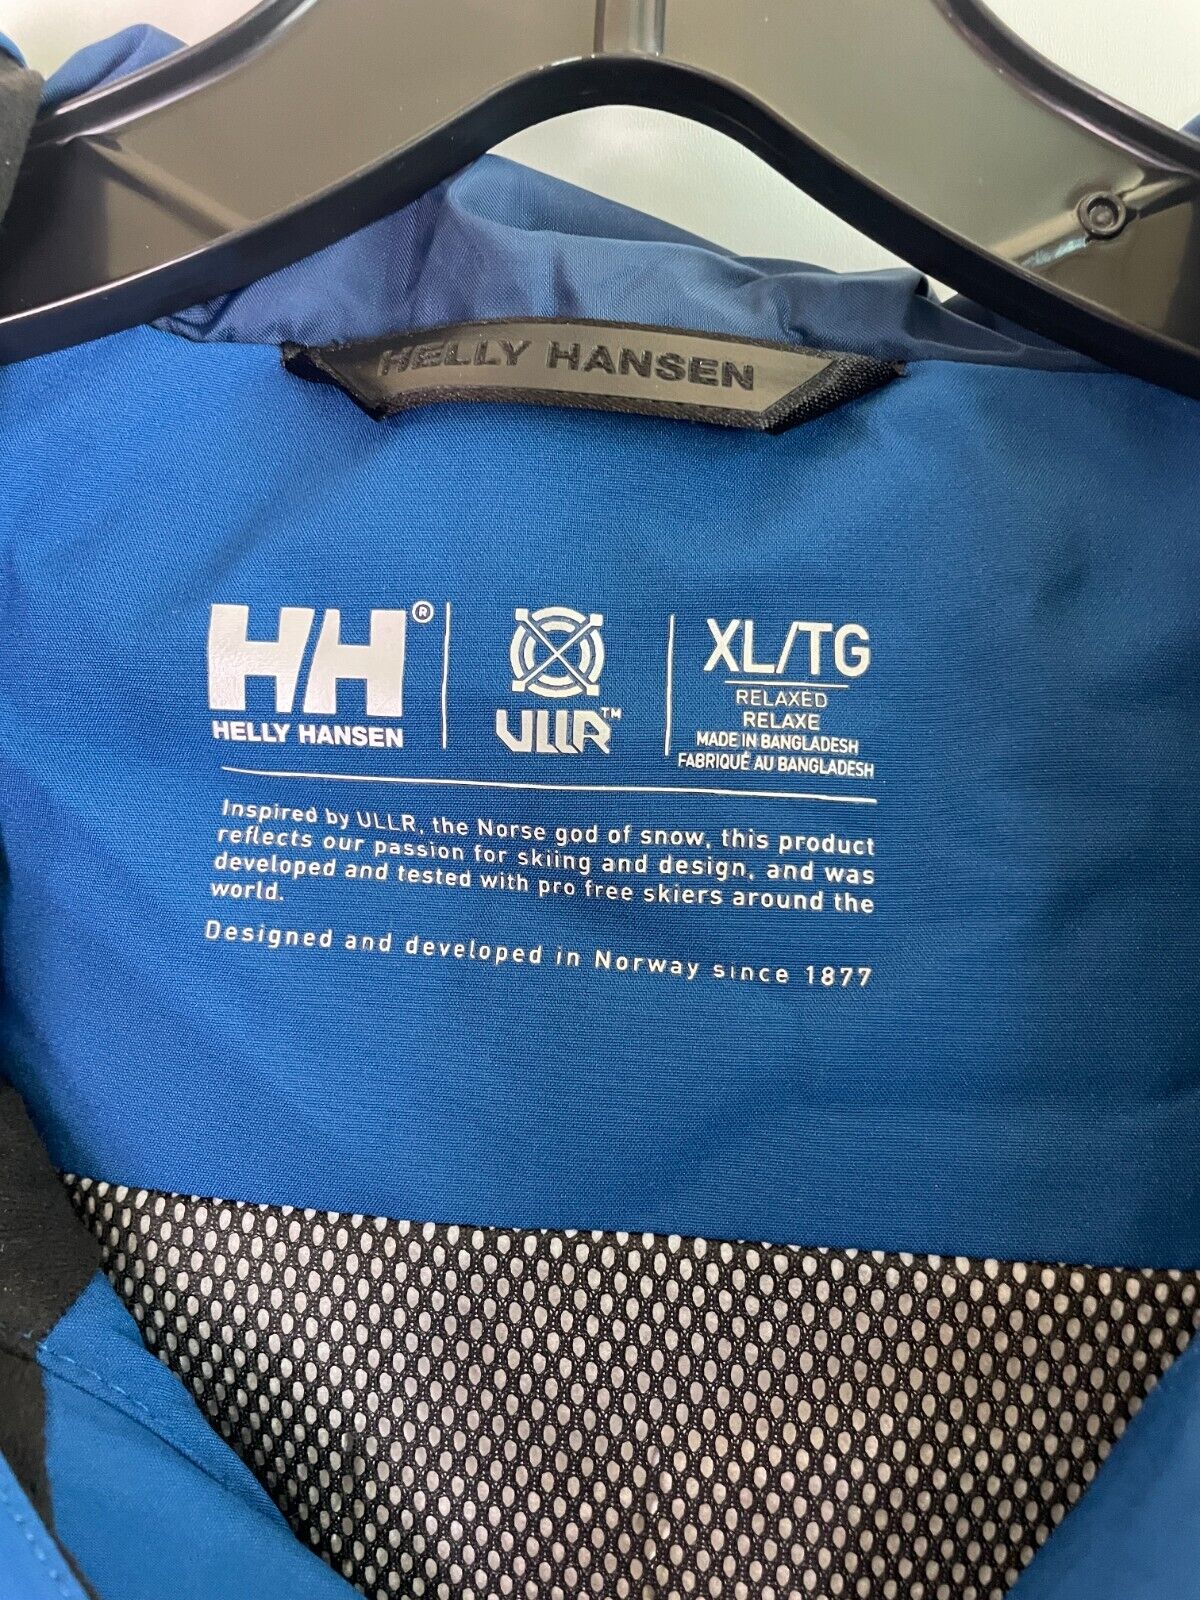 HELLY HANSEN
HH®
HELLY HANSEN
ULLR™
XL/TG
RELAXED
RELAXE
MADE IN BANGLADESH
FABRIQUÉ AU BANGLADESH
Inspired by ULLR, the Norse god of snow, this product
reflects our passion for skiing and design, and was
developed and tested with pro free skiers around the
world.
Designed and developed in Norway since 1877